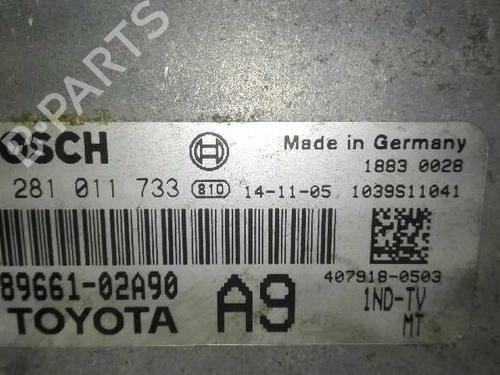 B-PARTS
OSCH
Made in Germany
1883 0028
281 011 733 810 14-11-05 1039S11041
407918-0503
89661-02A90
TOYOTA
A9
1ND-TV
MT